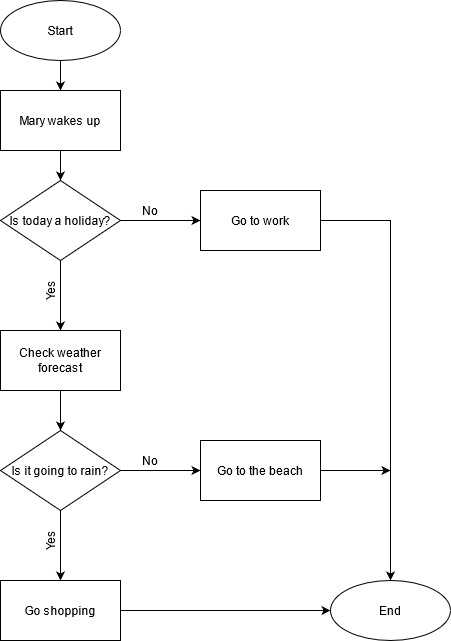 Start
Mary wakes up
Is today a holiday?
No
Go to work
Yes
Check weather
forecast
Is it going to rain?
No
Go to the beach
Yes
Go shopping
End